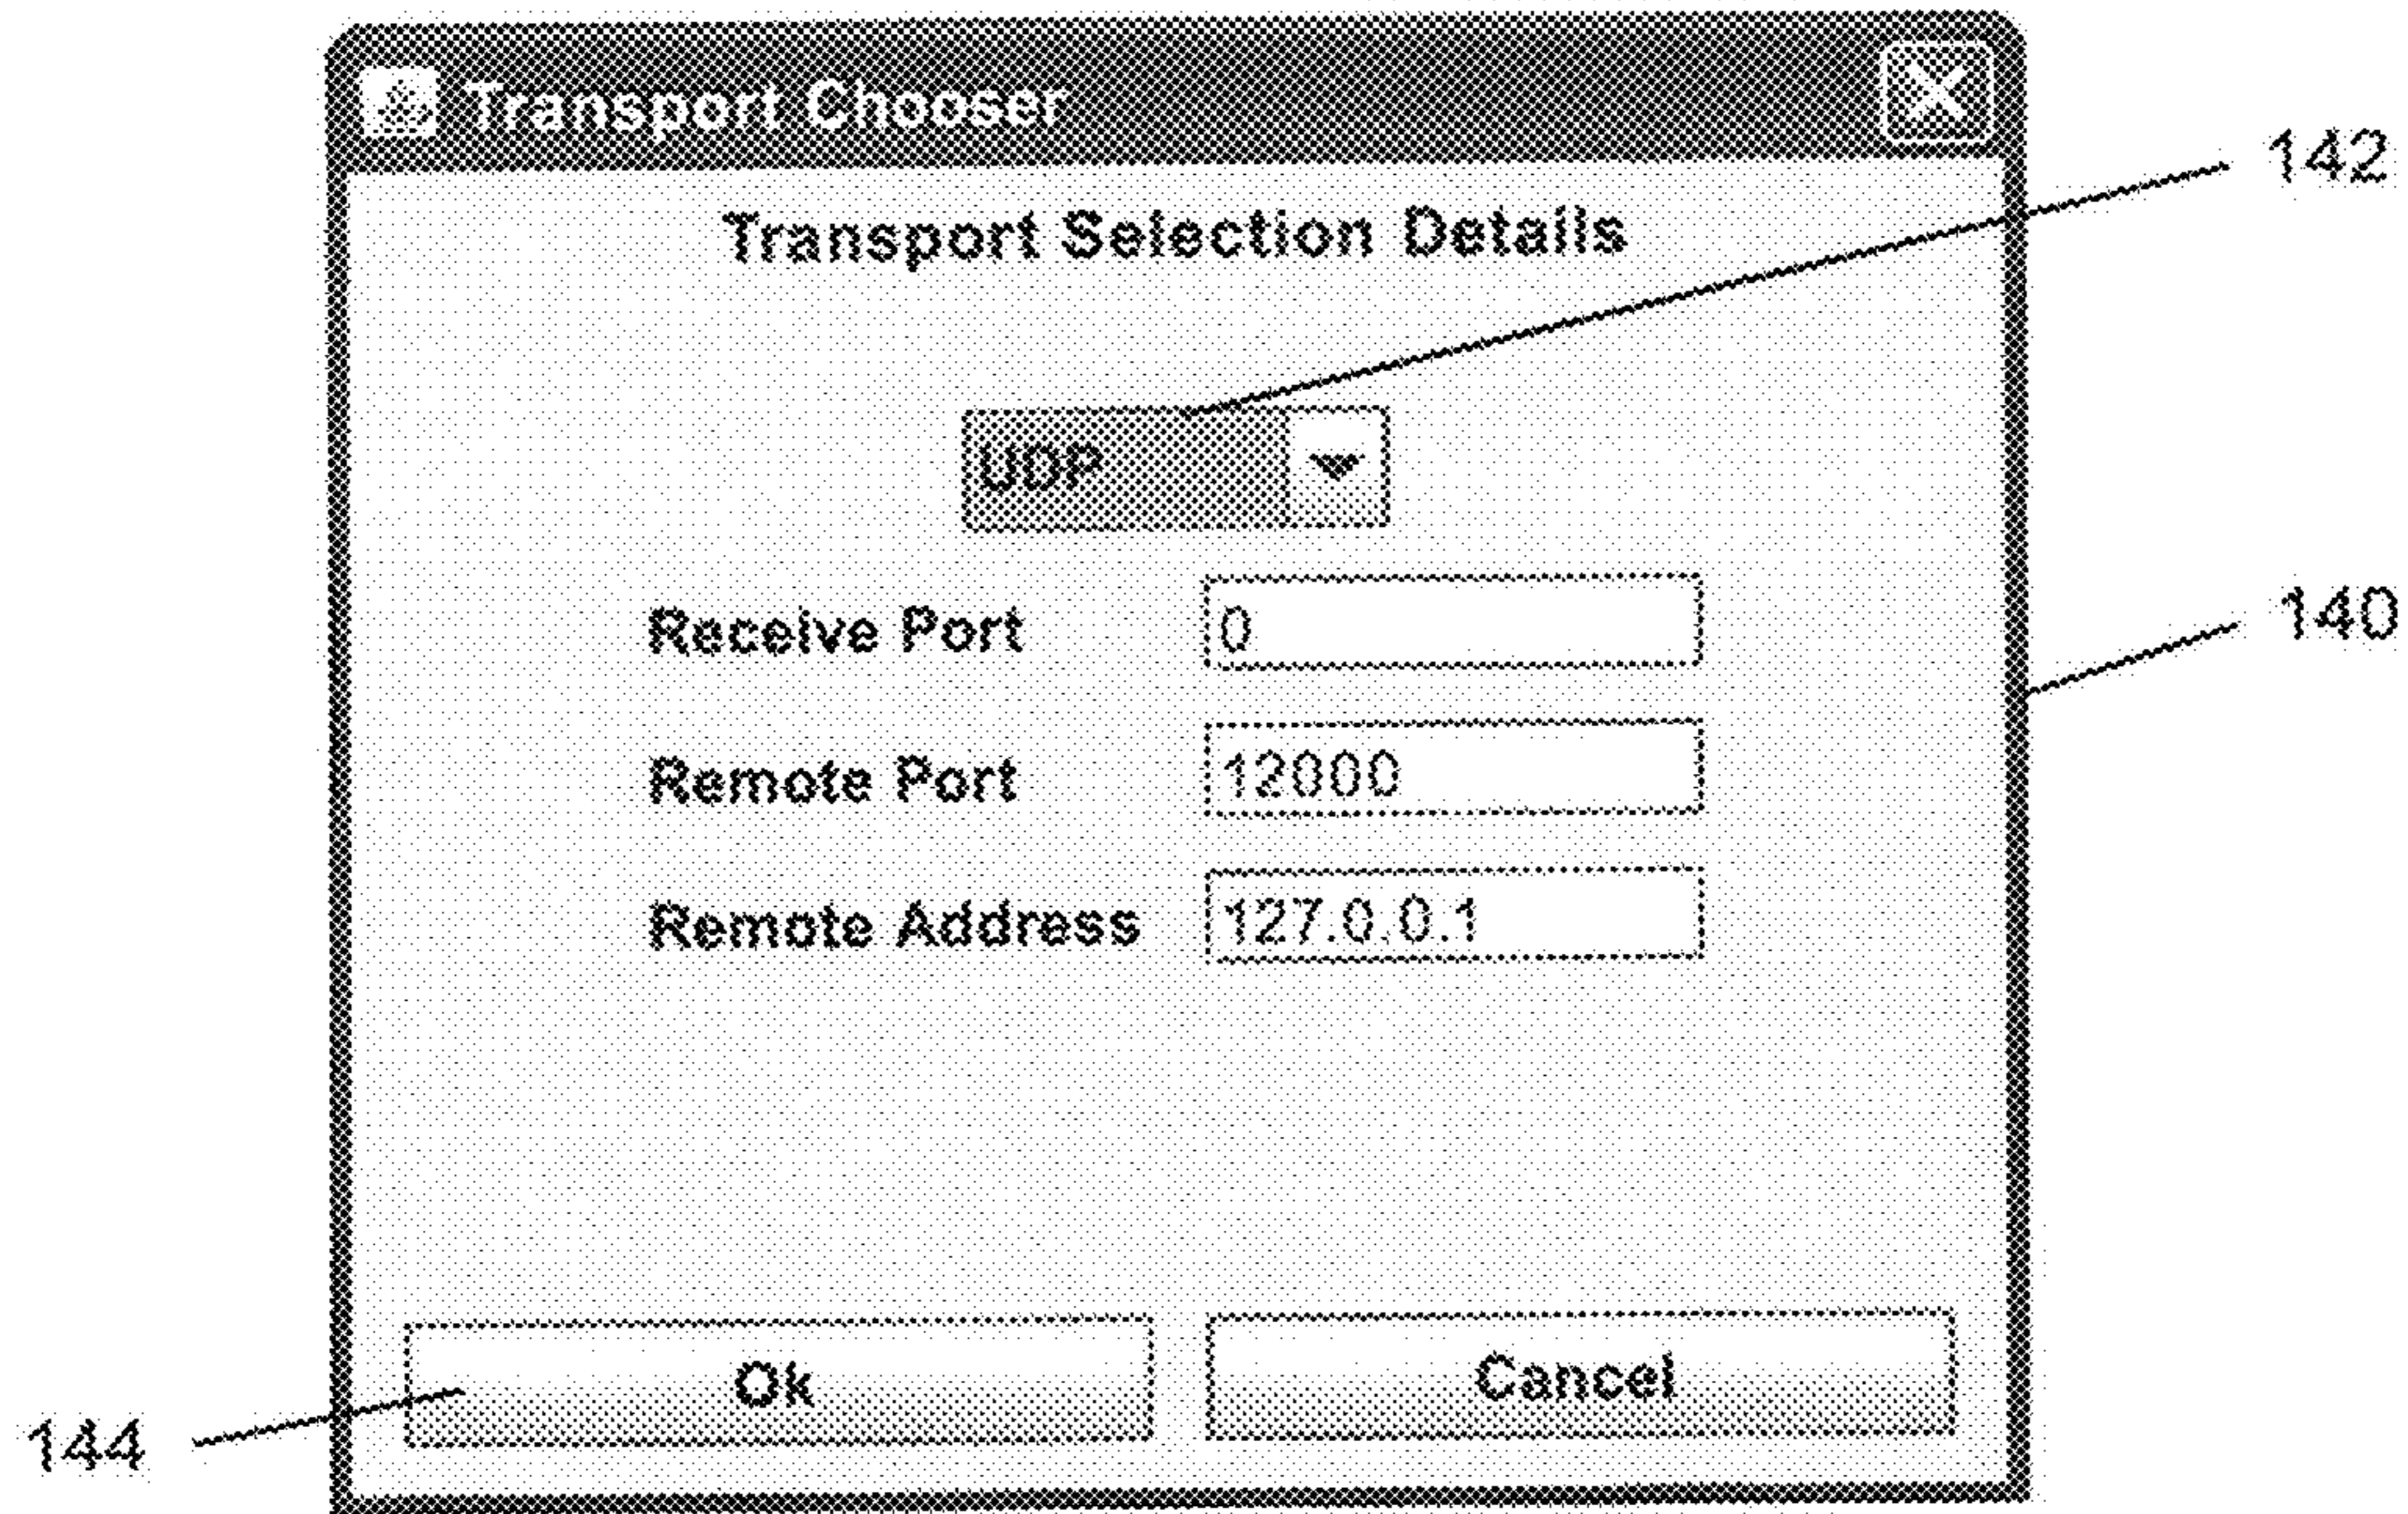 Transport Chooser
142
Transport Selection Details
UDP
Receive Port 0
140
Remote Port 12000
Remote Address 127.0.0.1
Ok Cancel
144